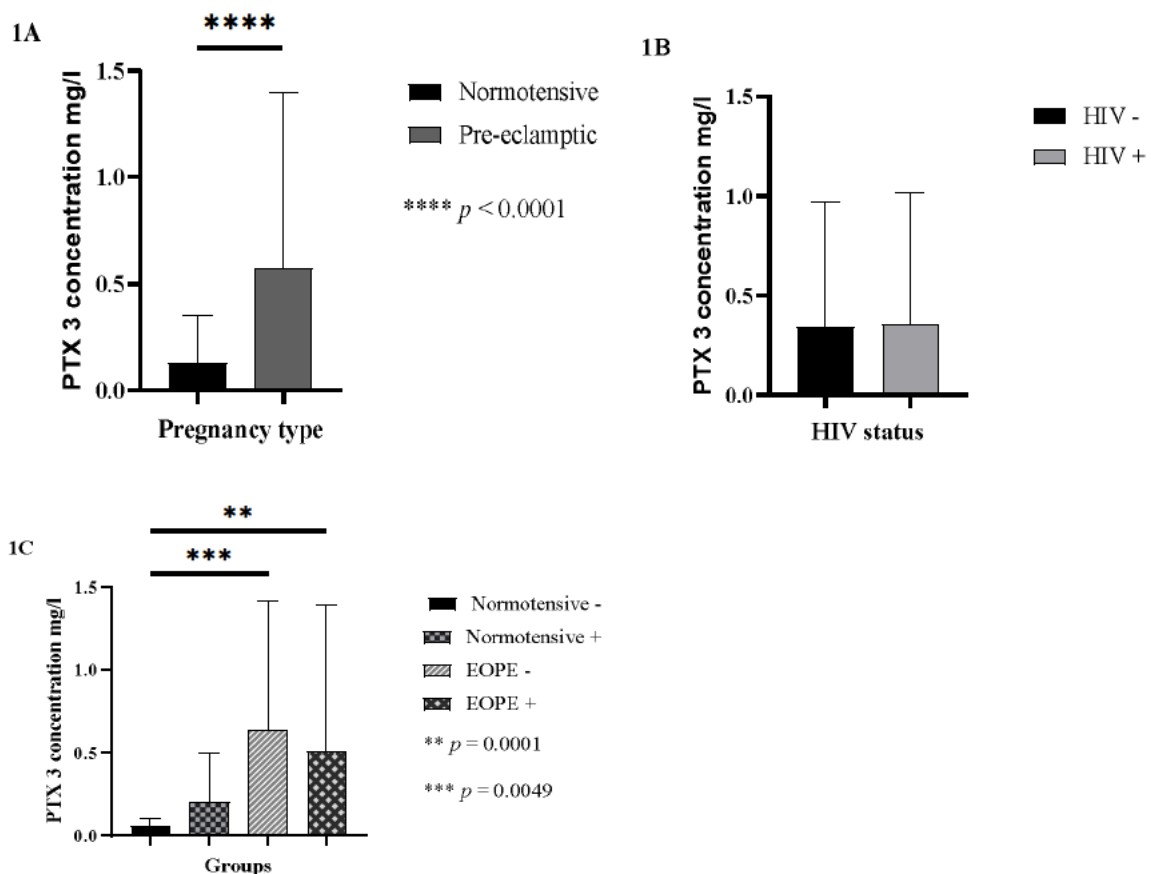 1A
****
PTX 3 concentration mg/l
1.5
1.0
0.5
0.0
Pregnancy type
Normotensive
Pre-eclamptic
**** p < 0.0001
1B
PTX 3 concentration mg/l
1.5
1.0
0.5
0.0
HIV status
HIV -
HIV +
1C
**
***
PTX 3 concentration mg/l
1.5
1.0
0.5
0.0
Groups
Normotensive -
Normotensive +
EOPE -
EOPE +
** p = 0.0001
*** p = 0.0049